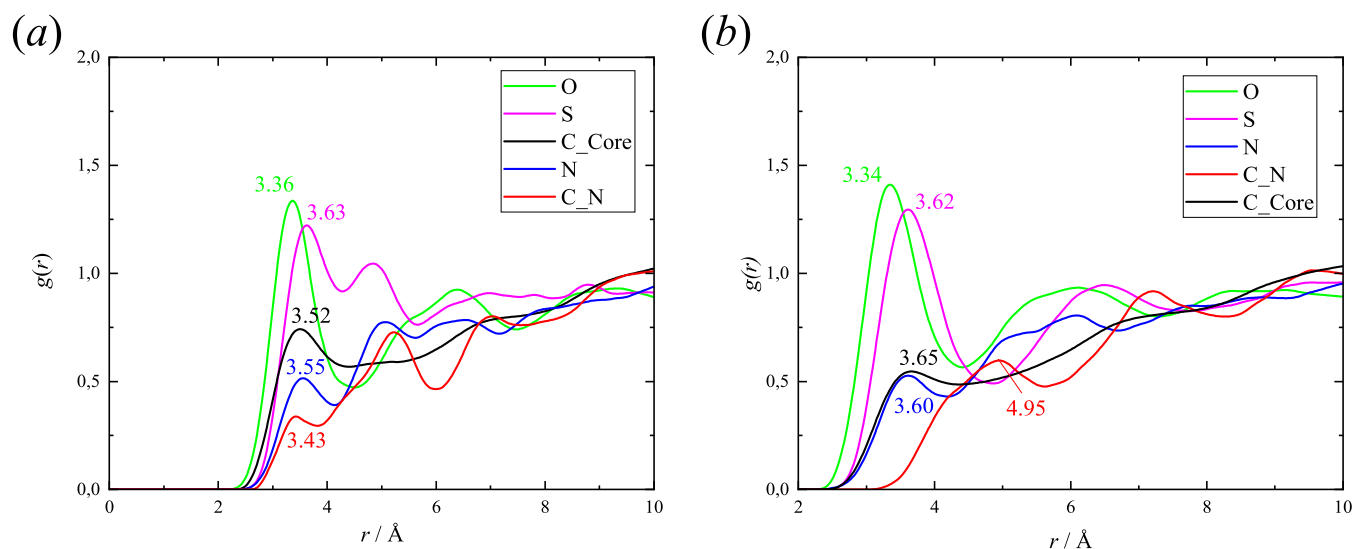 (a)
2,0
1,5
1,0
0,5
0,0
g(r)
0
2
4
6
8
10
r / Å
O
S
C_Core
N
C_N
3.36
3.63
3.52
3.55
3.43
(b)
2,0
1,5
1,0
0,5
0,0
g(r)
2
4
6
8
10
r / Å
O
S
N
C_N
C_Core
3.34
3.62
3.65
3.60
4.95